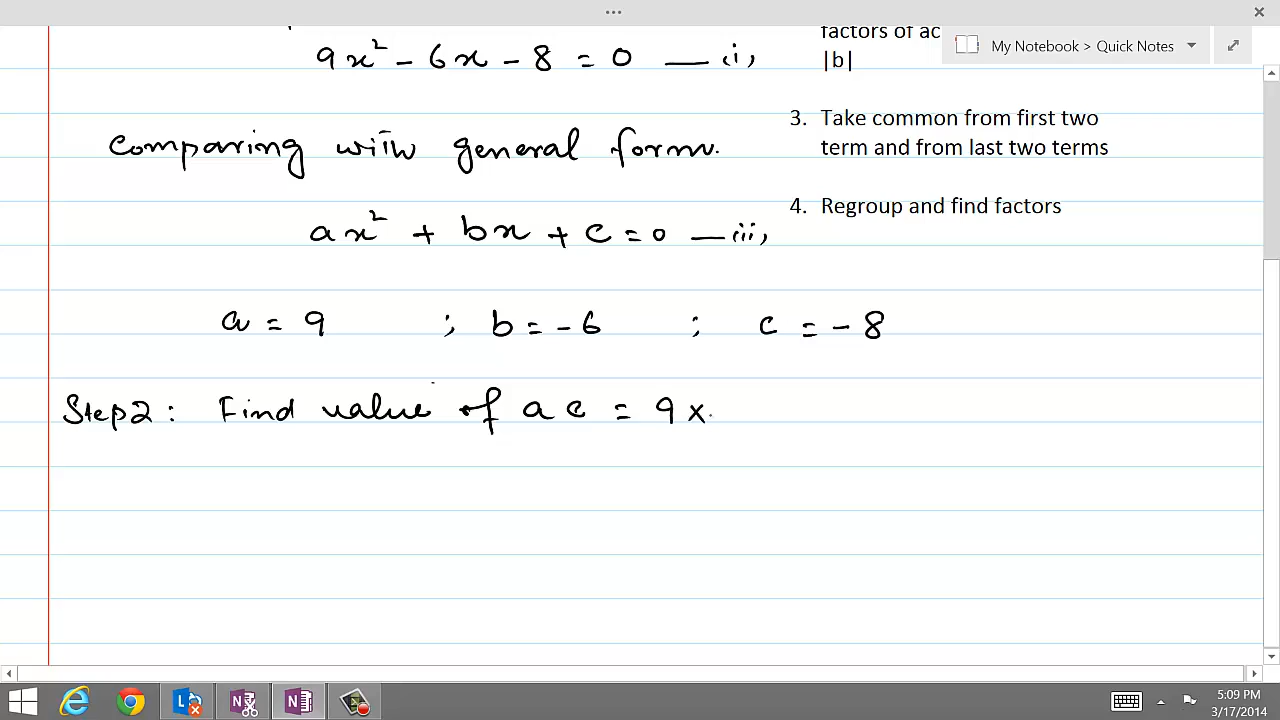 ...
My Notebook > Quick Notes
9x² - 6x - 8 = 0 — (i)
factors of ac
|b|
comparing with general form.
3. Take common from first two
term and from last two terms
ax² + bx + c = 0 — (ii),
4. Regroup and find factors
a = 9 ; b = -6 ; c = -8
Step2: Find value of ac = 9 x
5:09 PM
3/17/2014